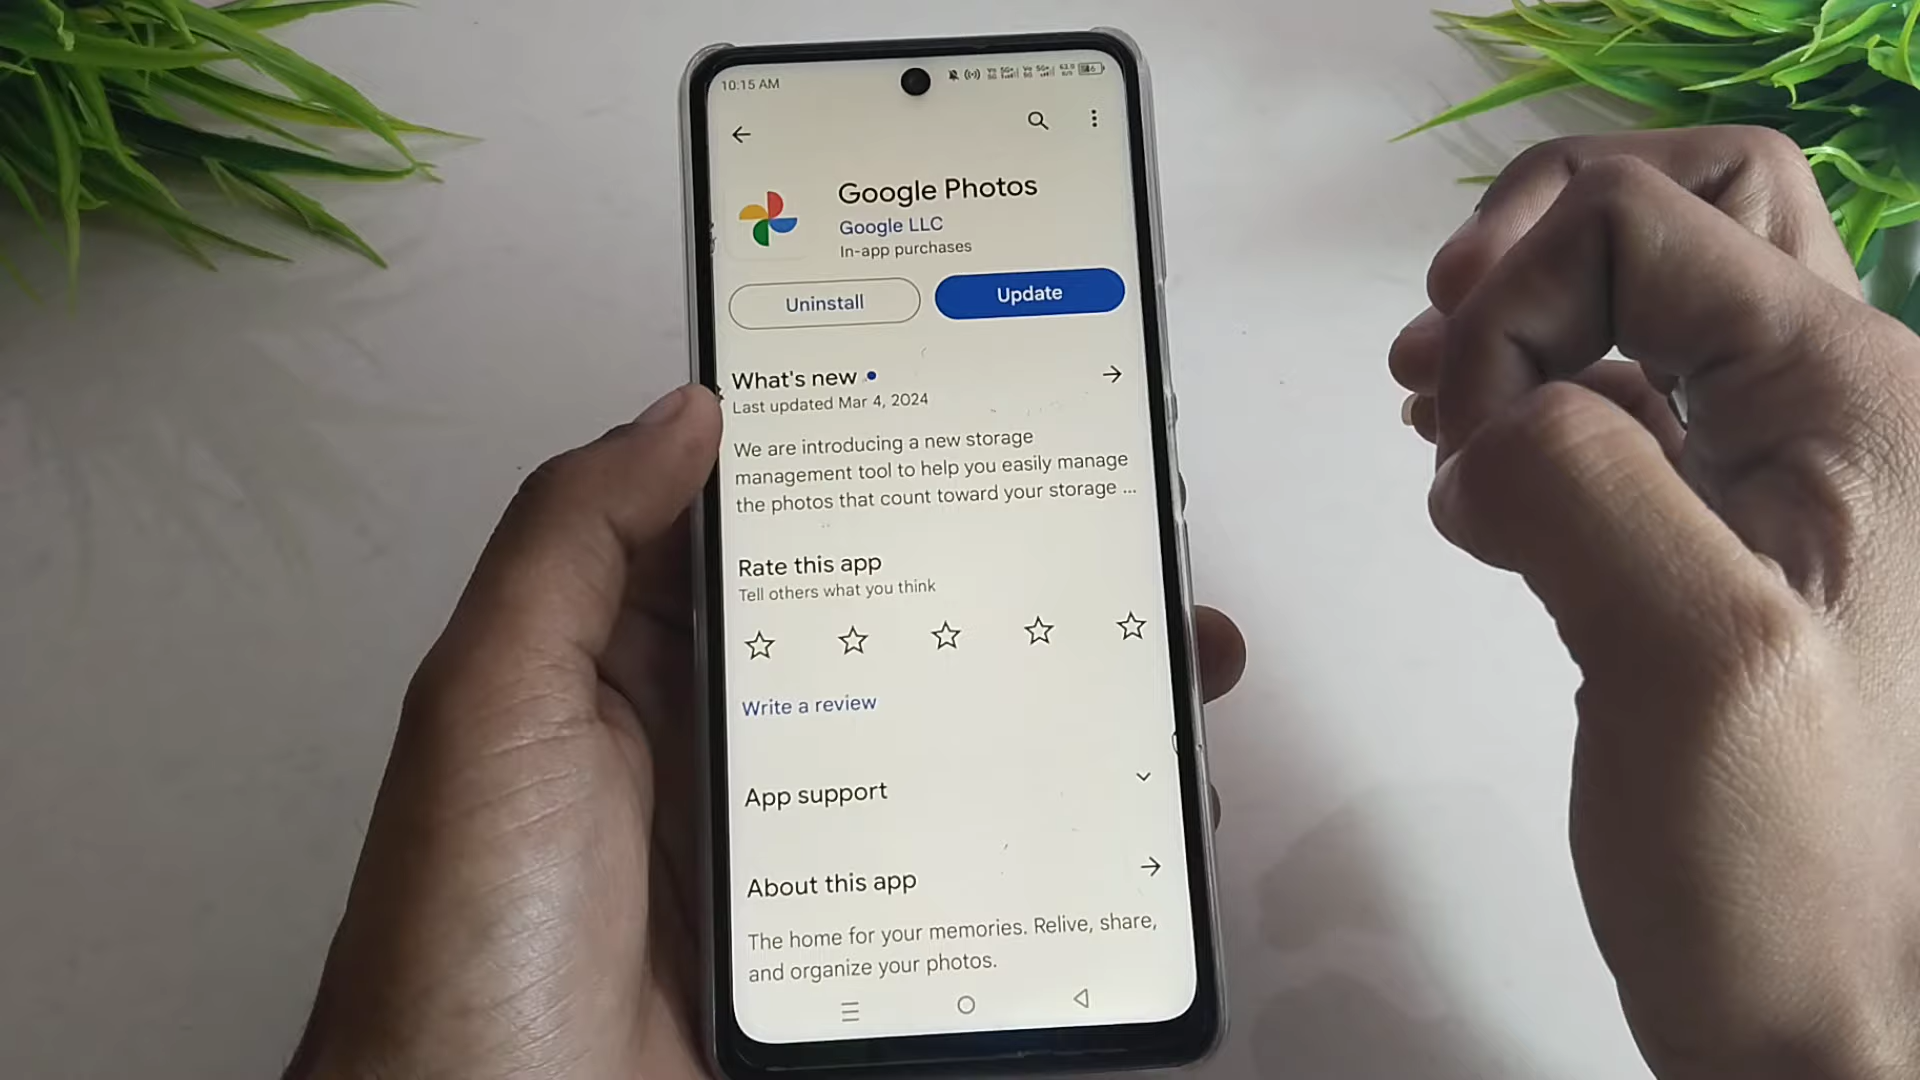 10:15 AM
Google Photos
Google LLC
In-app purchases
Uninstall
Update
What's new
Last updated Mar 4, 2024
We are introducing a new storage
management tool to help you easily manage
the photos that count toward your storage ...
Rate this app
Tell others what you think
Write a review
App support
About this app
The home for your memories. Relive, share,
and organize your photos.